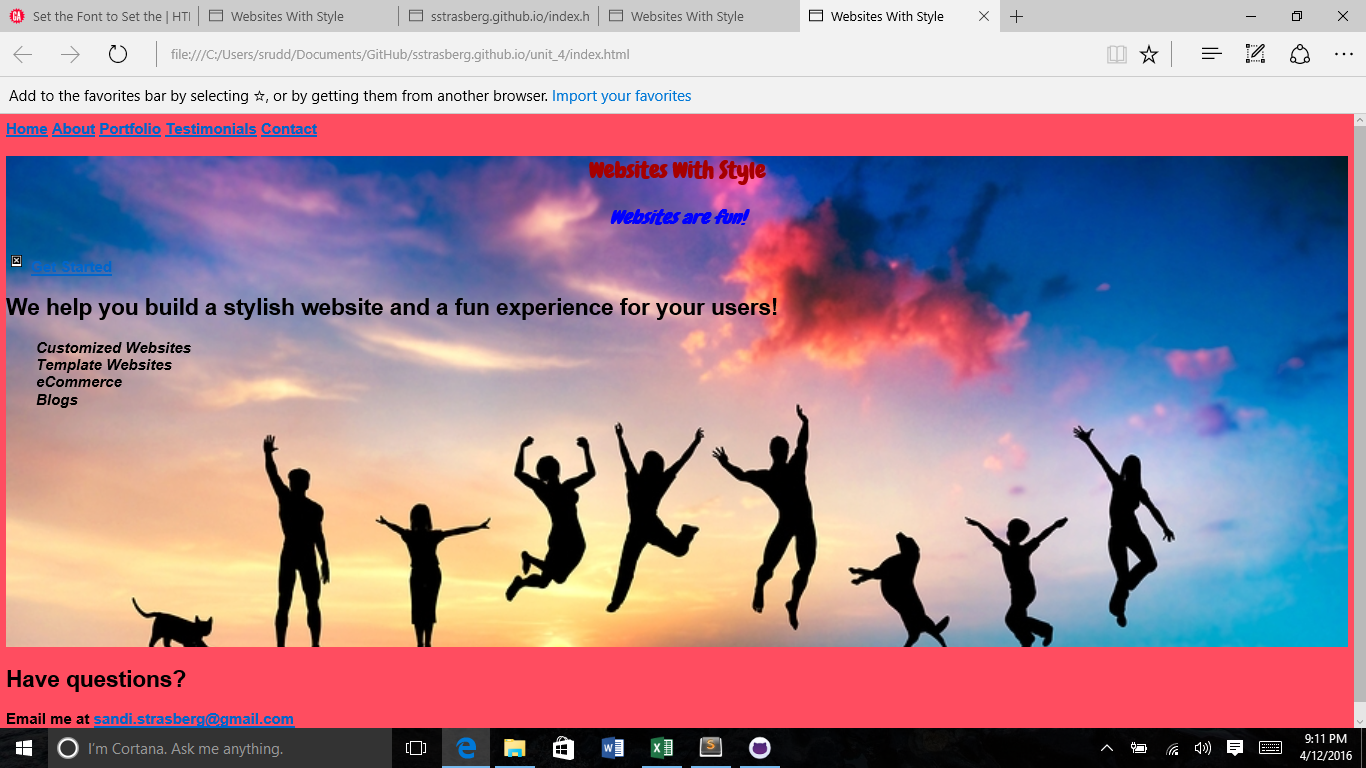 Set the Font to Set the | HTI
Websites With Style
sstrasberg.github.io/index.h
Websites With Style
Websites With Style
file:///C:/Users/srudd/Documents/GitHub/sstrasberg.github.io/unit_4/index.html
Add to the favorites bar by selecting ☆, or by getting them from another browser. Import your favorites
Home About Portfolio Testimonials Contact
Websites With Style
Websites are fun!
Get Started
We help you build a stylish website and a fun experience for your users!
Customized Websites
Template Websites
eCommerce
Blogs
Have questions?
Email me at sandi.strasberg@gmail.com
I'm Cortana. Ask me anything.
9:11 PM
4/12/2016